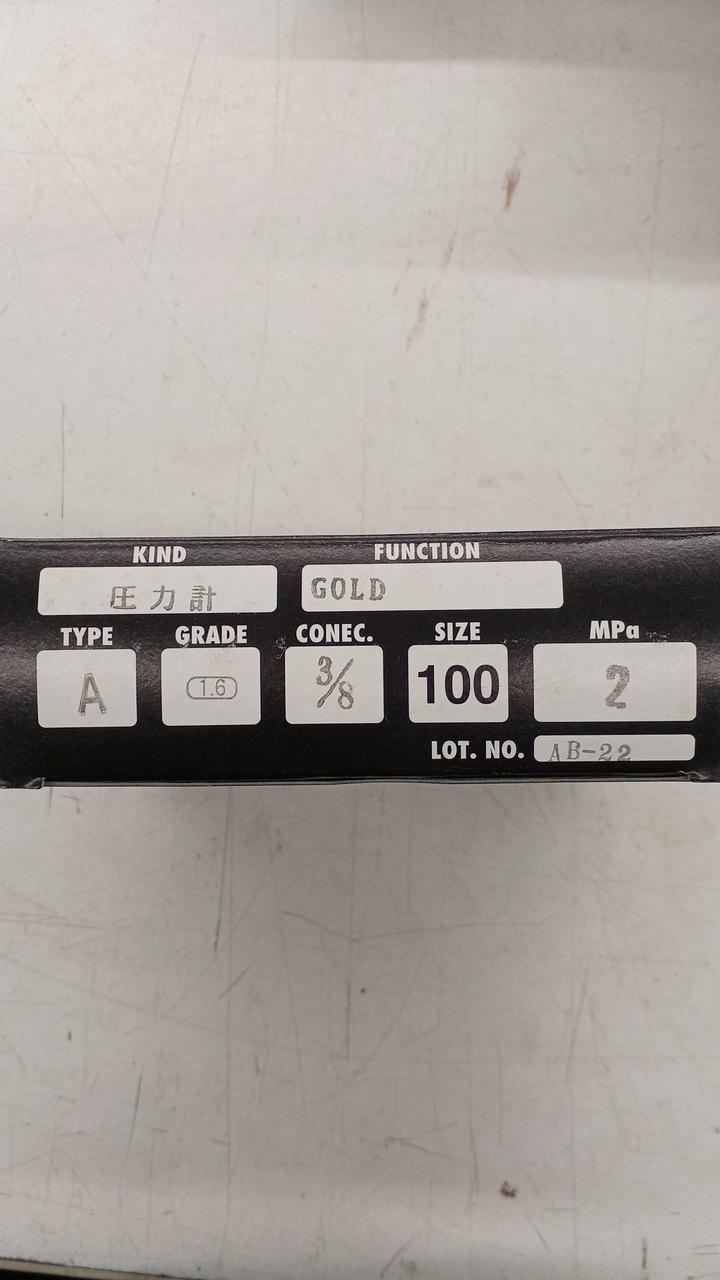 KIND FUNCTION
圧力計 GOLD
TYPE GRADE CONEC. SIZE MPa
A 1.6 3/8 100 2
LOT. NO. AB-22